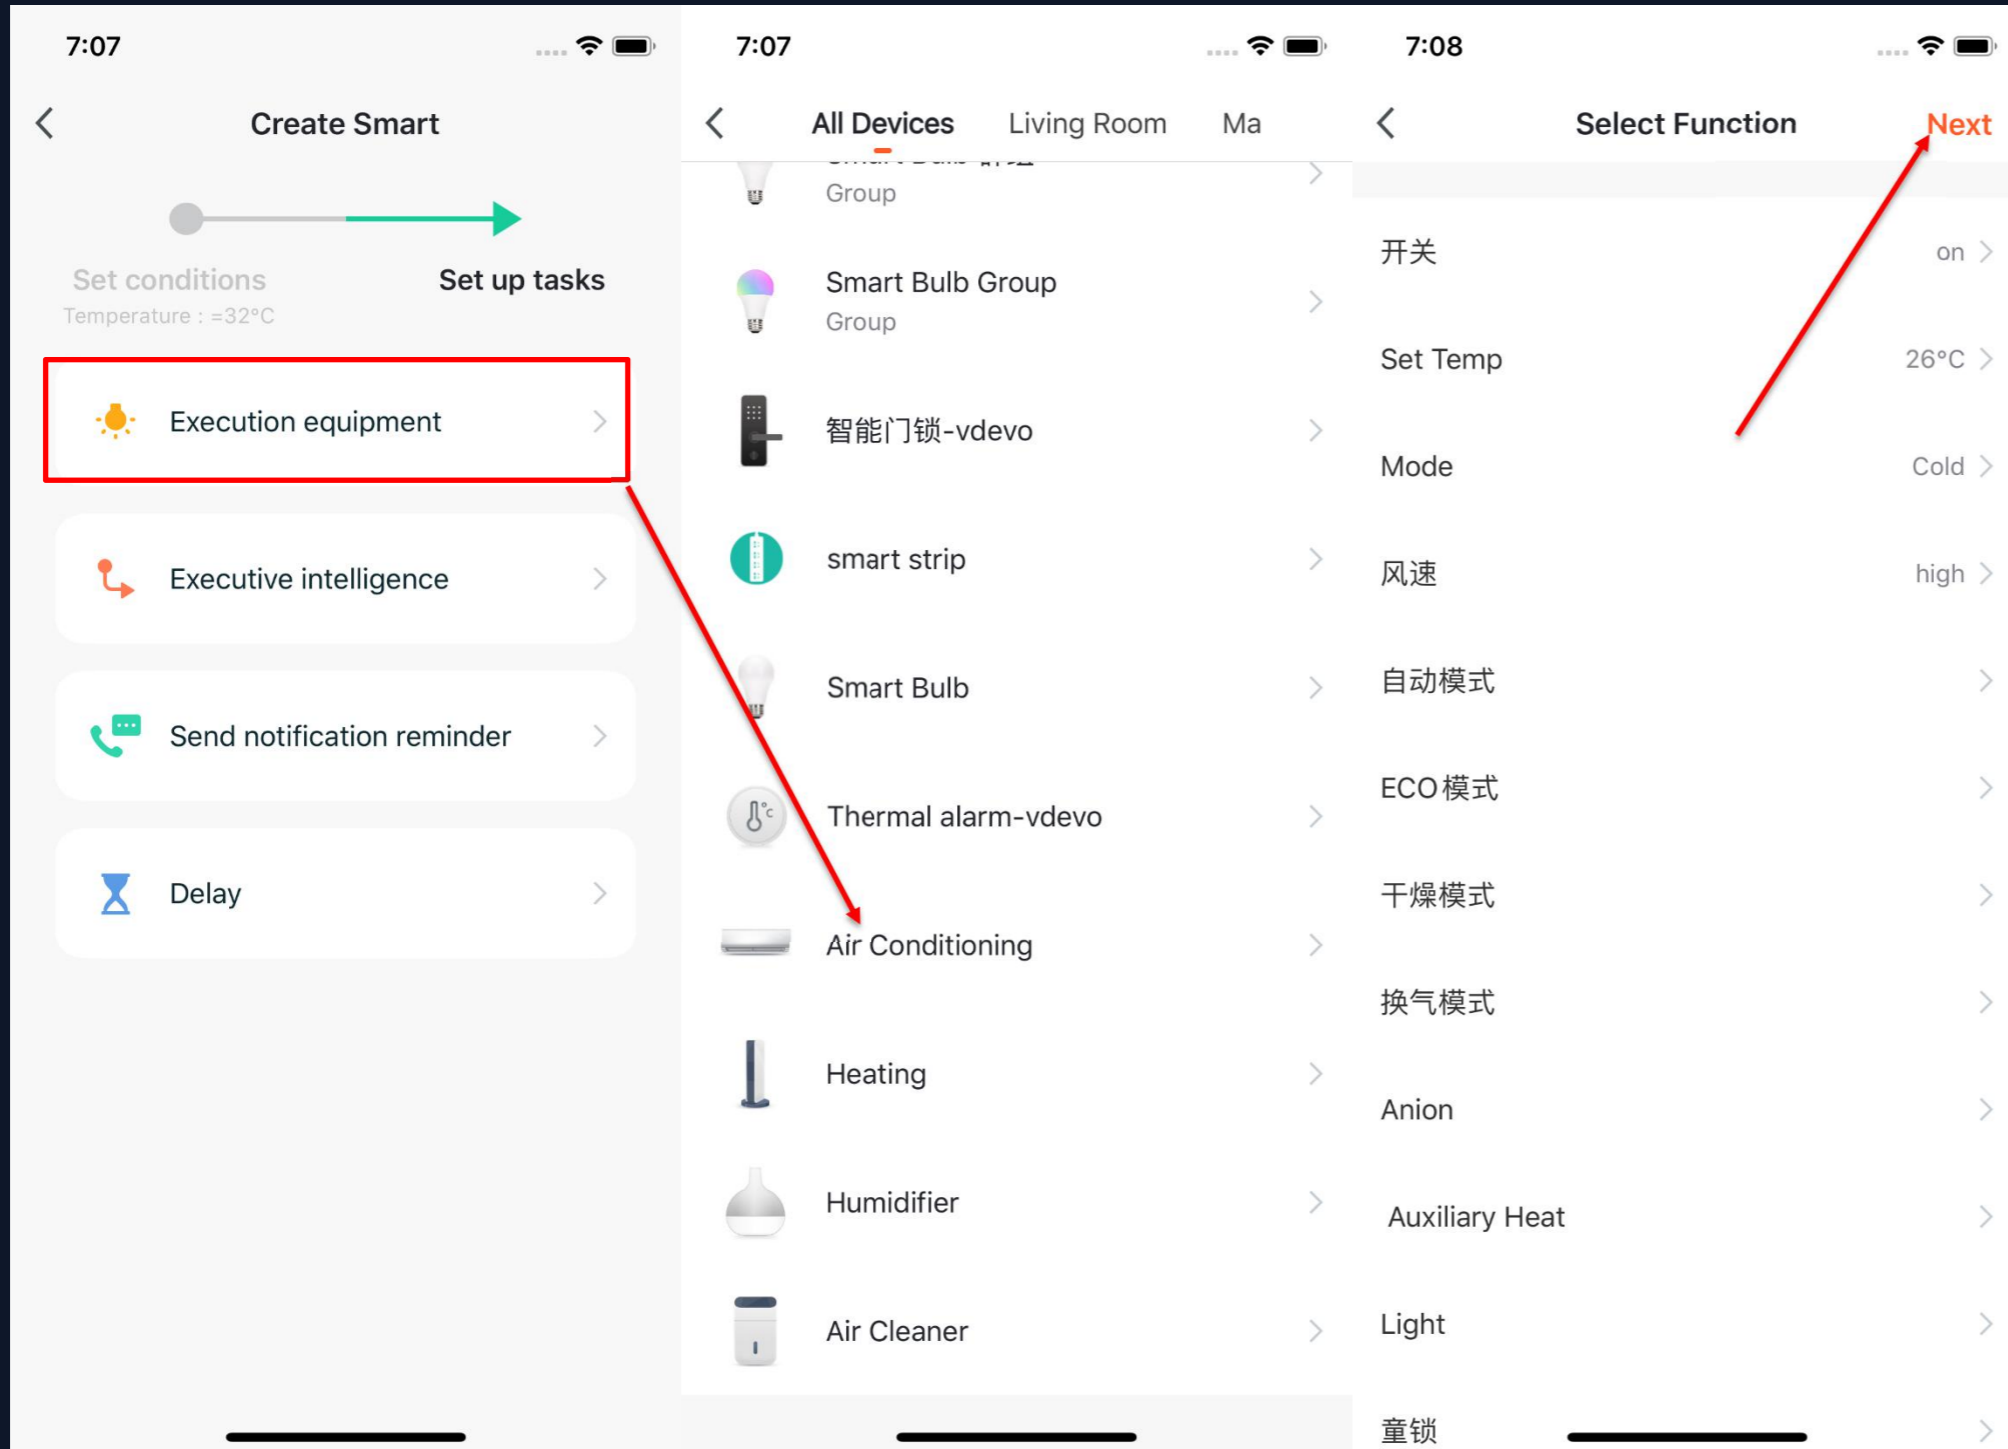 7:07
Create Smart
Set conditions
Set up tasks
Temperature : =32°C
Execution equipment
Executive intelligence
Send notification reminder
Delay
7:07
All Devices Living Room Ma
Group
Smart Bulb Group
Group
智能门锁-vdevo
smart strip
Smart Bulb
Thermal alarm-vdevo
Air Conditioning
Heating
Humidifier
Air Cleaner
7:08
Select Function Next
开关 on
Set Temp 26°C
Mode Cold
风速 high
自动模式
ECO模式
干燥模式
换气模式
Anion
Auxiliary Heat
Light
童锁